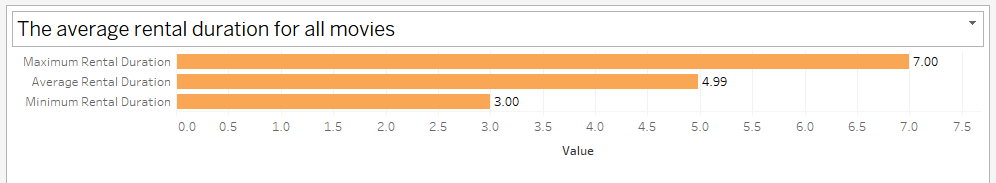 The average rental duration for all movies
Maximum Rental Duration 7.00
Average Rental Duration 4.99
Minimum Rental Duration 3.00
0.0 0.5 1.0 1.5 2.0 2.5 3.0 3.5 4.0 4.5 5.0 5.5 6.0 6.5 7.0 7.5
Value